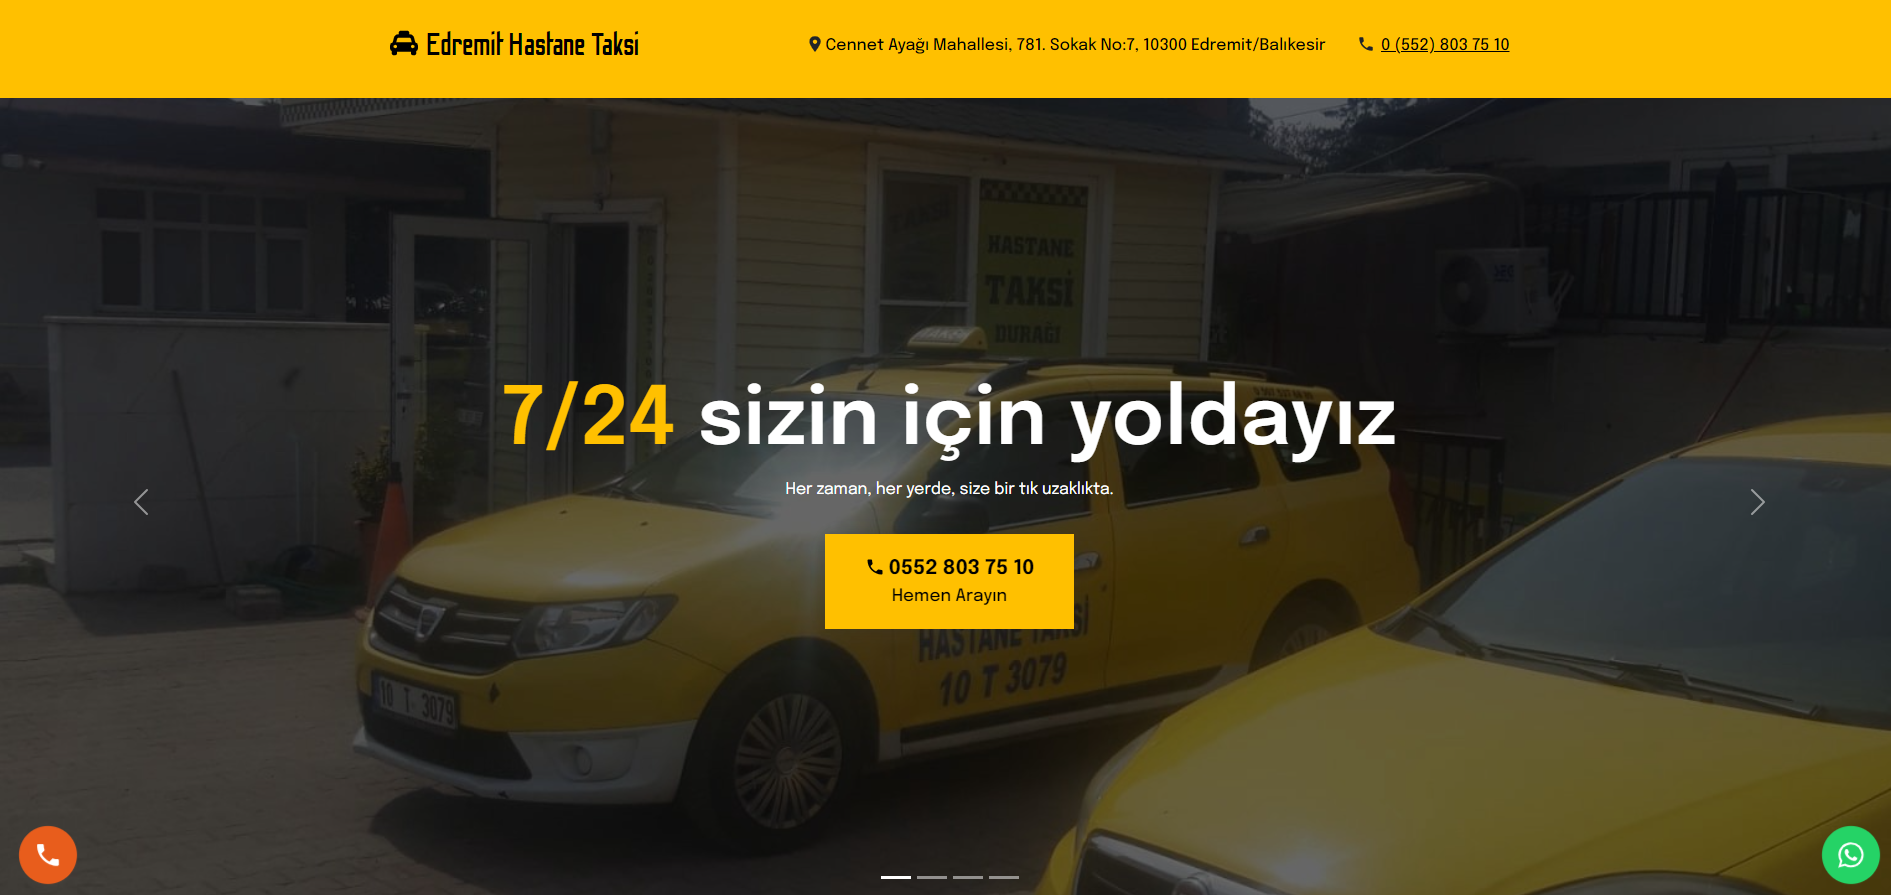 Edremit Hastane Taksi
Cennet Ayağı Mahallesi, 781. Sokak No:7, 10300 Edremit/Balıkesir
0 (552) 803 75 10
TAKSİ
HASTANE
TAKSİ
DURAĞI
7/24 sizin için yoldayız
Her zaman, her yerde, size bir tık uzaklıkta.
0552 803 75 10
Hemen Arayın
HASTANE TAKSİ
10 T 3079
10 T 3079